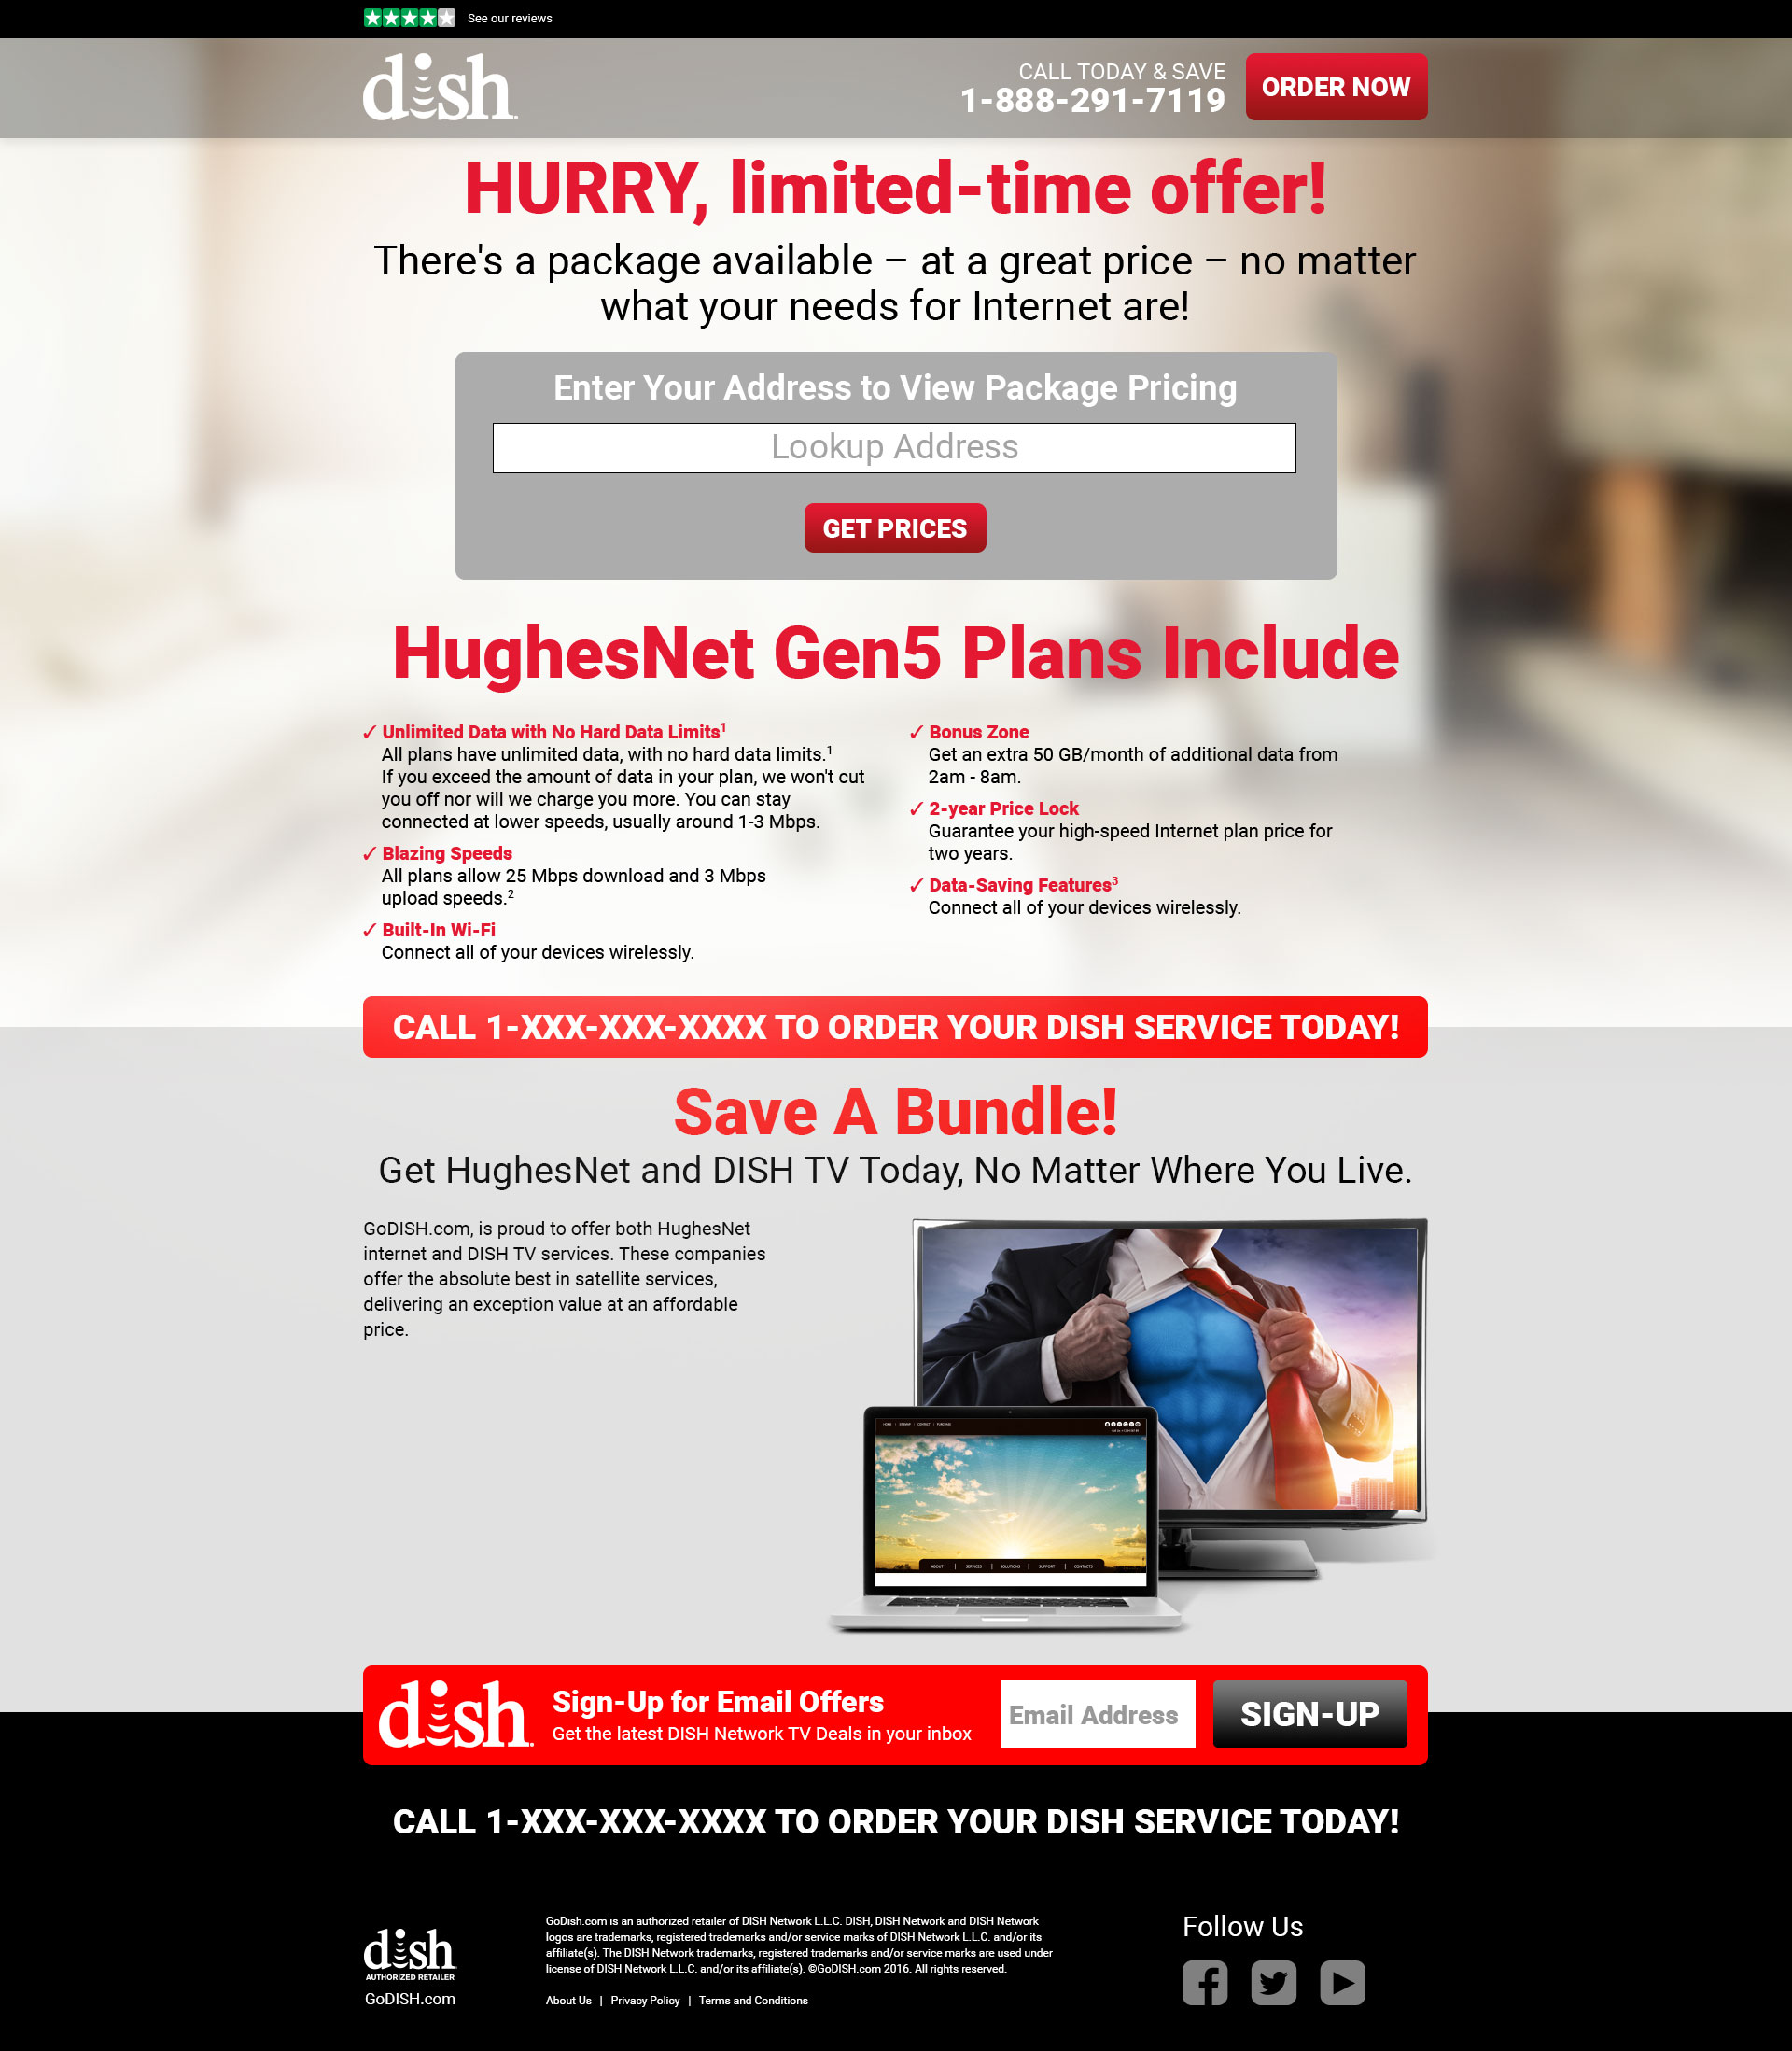 See our reviews
dish
CALL TODAY & SAVE
1-888-291-7119
ORDER NOW
HURRY, limited-time offer!
There's a package available – at a great price – no matter
what your needs for Internet are!
Enter Your Address to View Package Pricing
Lookup Address
GET PRICES
HughesNet Gen5 Plans Include
✓ Unlimited Data with No Hard Data Limits¹
All plans have unlimited data, with no hard data limits.¹
If you exceed the amount of data in your plan, we won't cut
you off nor will we charge you more. You can stay
connected at lower speeds, usually around 1-3 Mbps.
✓ Blazing Speeds
All plans allow 25 Mbps download and 3 Mbps
upload speeds.²
✓ Built-In Wi-Fi
Connect all of your devices wirelessly.
✓ Bonus Zone
Get an extra 50 GB/month of additional data from
2am - 8am.
✓ 2-year Price Lock
Guarantee your high-speed Internet plan price for
two years.
✓ Data-Saving Features³
Connect all of your devices wirelessly.
CALL 1-XXX-XXX-XXXX TO ORDER YOUR DISH SERVICE TODAY!
Save A Bundle!
Get HughesNet and DISH TV Today, No Matter Where You Live.
GoDISH.com, is proud to offer both HughesNet
internet and DISH TV services. These companies
offer the absolute best in satellite services,
delivering an exception value at an affordable
price.
HOME | SITEMAP | CONTACT | PURCHASE
ABOUT | SERVICES | SOLUTIONS | SUPPORT | CONTACTS
dish
Sign-Up for Email Offers
Get the latest DISH Network TV Deals in your inbox
Email Address
SIGN-UP
CALL 1-XXX-XXX-XXXX TO ORDER YOUR DISH SERVICE TODAY!
dish
AUTHORIZED RETAILER
GoDISH.com
GoDish.com is an authorized retailer of DISH Network L.L.C. DISH, DISH Network and DISH Network
logos are trademarks, registered trademarks and/or service marks of DISH Network L.L.C. and/or its
affiliate(s). The DISH Network trademarks, registered trademarks and/or service marks are used under
license of DISH Network L.L.C. and/or its affiliate(s). ©GoDISH.com 2016. All rights reserved.
About Us | Privacy Policy | Terms and Conditions
Follow Us